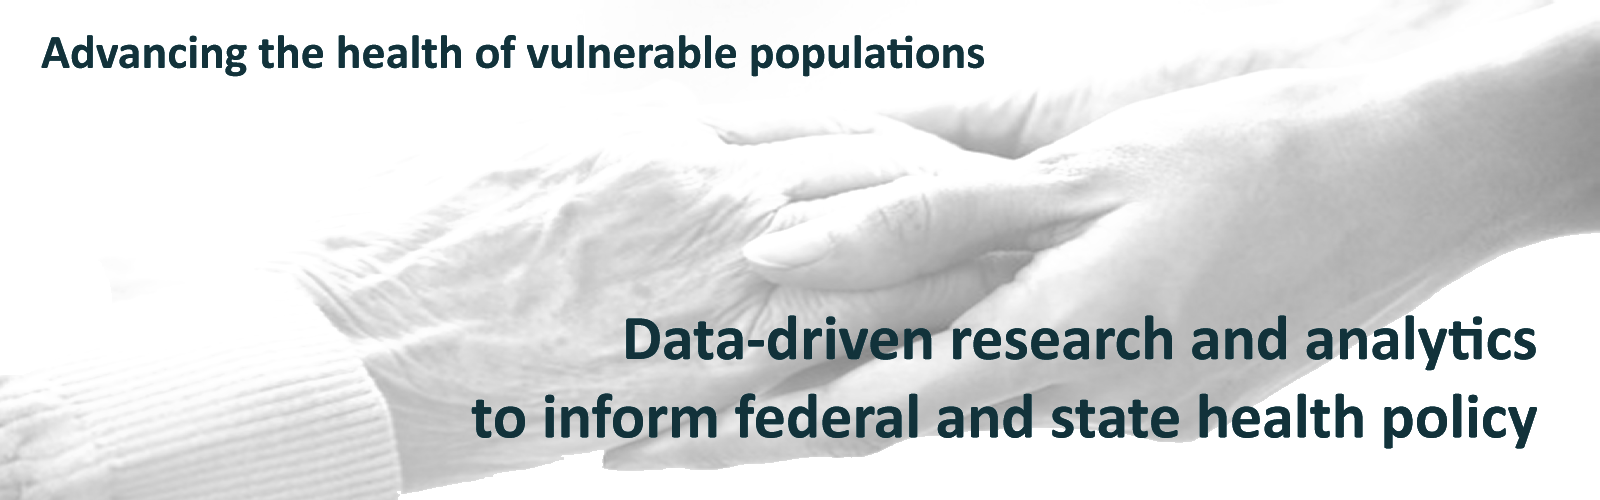 Advancing the health of vulnerable populations
Data-driven research and analytics
to inform federal and state health policy